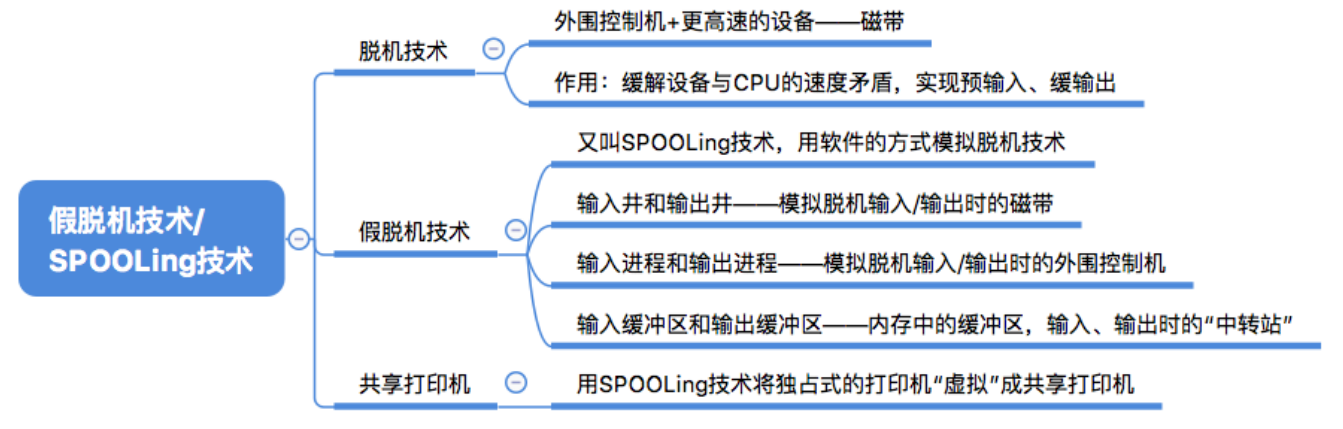 假脱机技术/
SPOOLing技术
脱机技术
外围控制机+更高速的设备——磁带
作用：缓解设备与CPU的速度矛盾，实现预输入、缓输出
假脱机技术
又叫SPOOLing技术，用软件的方式模拟脱机技术
输入井和输出井——模拟脱机输入/输出时的磁带
输入进程和输出进程——模拟脱机输入/输出时的外围控制机
输入缓冲区和输出缓冲区——内存中的缓冲区，输入、输出时的“中转站”
共享打印机
用SPOOLing技术将独占式的打印机“虚拟”成共享打印机